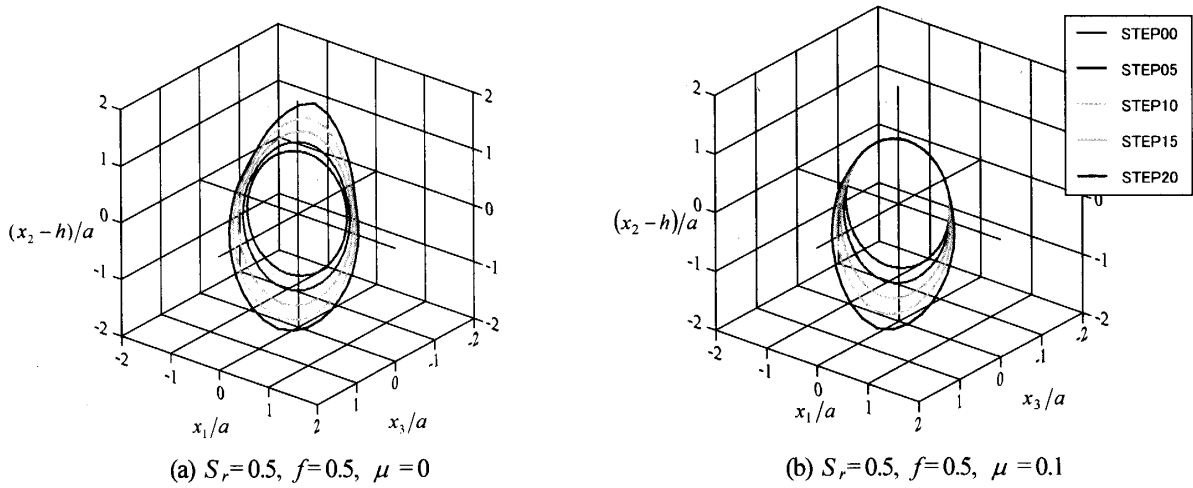 2
1
0
-1
-2
(x₂ − h)/a
-2
-1
0
1
2
x₁/a
1
0
-1
-2
x₃/a
2
1
0
-1
-2
(a) Sᵣ=0.5, f=0.5, μ=0
2
1
0
-1
-2
(x₂ − h)/a
-2
-1
0
1
2
x₁/a
1
0
-1
-2
x₃/a
0
-1
-2
STEP00
STEP05
STEP10
STEP15
STEP20
(b) Sᵣ=0.5, f=0.5, μ=0.1